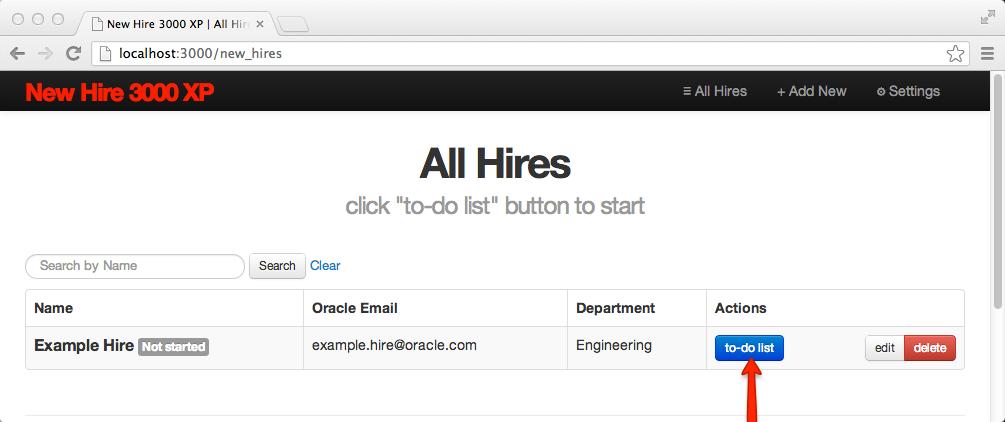 New Hire 3000 XP | All Hir
localhost:3000/new_hires
New Hire 3000 XP
≡ All Hires + Add New ⚙ Settings
All Hires
click "to-do list" button to start
Search by Name Search Clear
Name Oracle Email Department Actions
Example Hire Not started example.hire@oracle.com Engineering to-do list edit delete